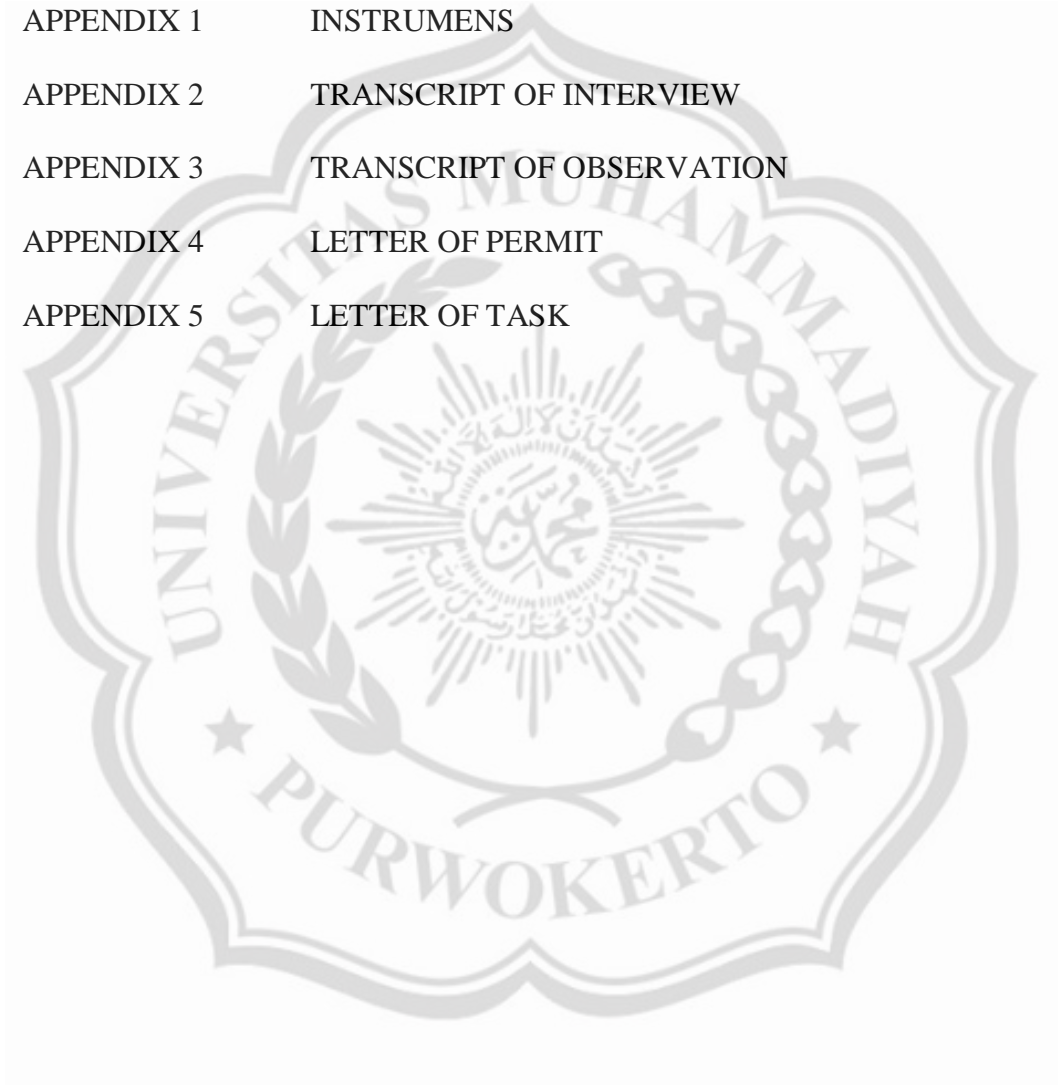 APPENDIX 1 INSTRUMENS
APPENDIX 2 TRANSCRIPT OF INTERVIEW
APPENDIX 3 TRANSCRIPT OF OBSERVATION
APPENDIX 4 LETTER OF PERMIT
APPENDIX 5 LETTER OF TASK
UNIVERSITAS MUHAMMADIYAH
PURWOKERTO